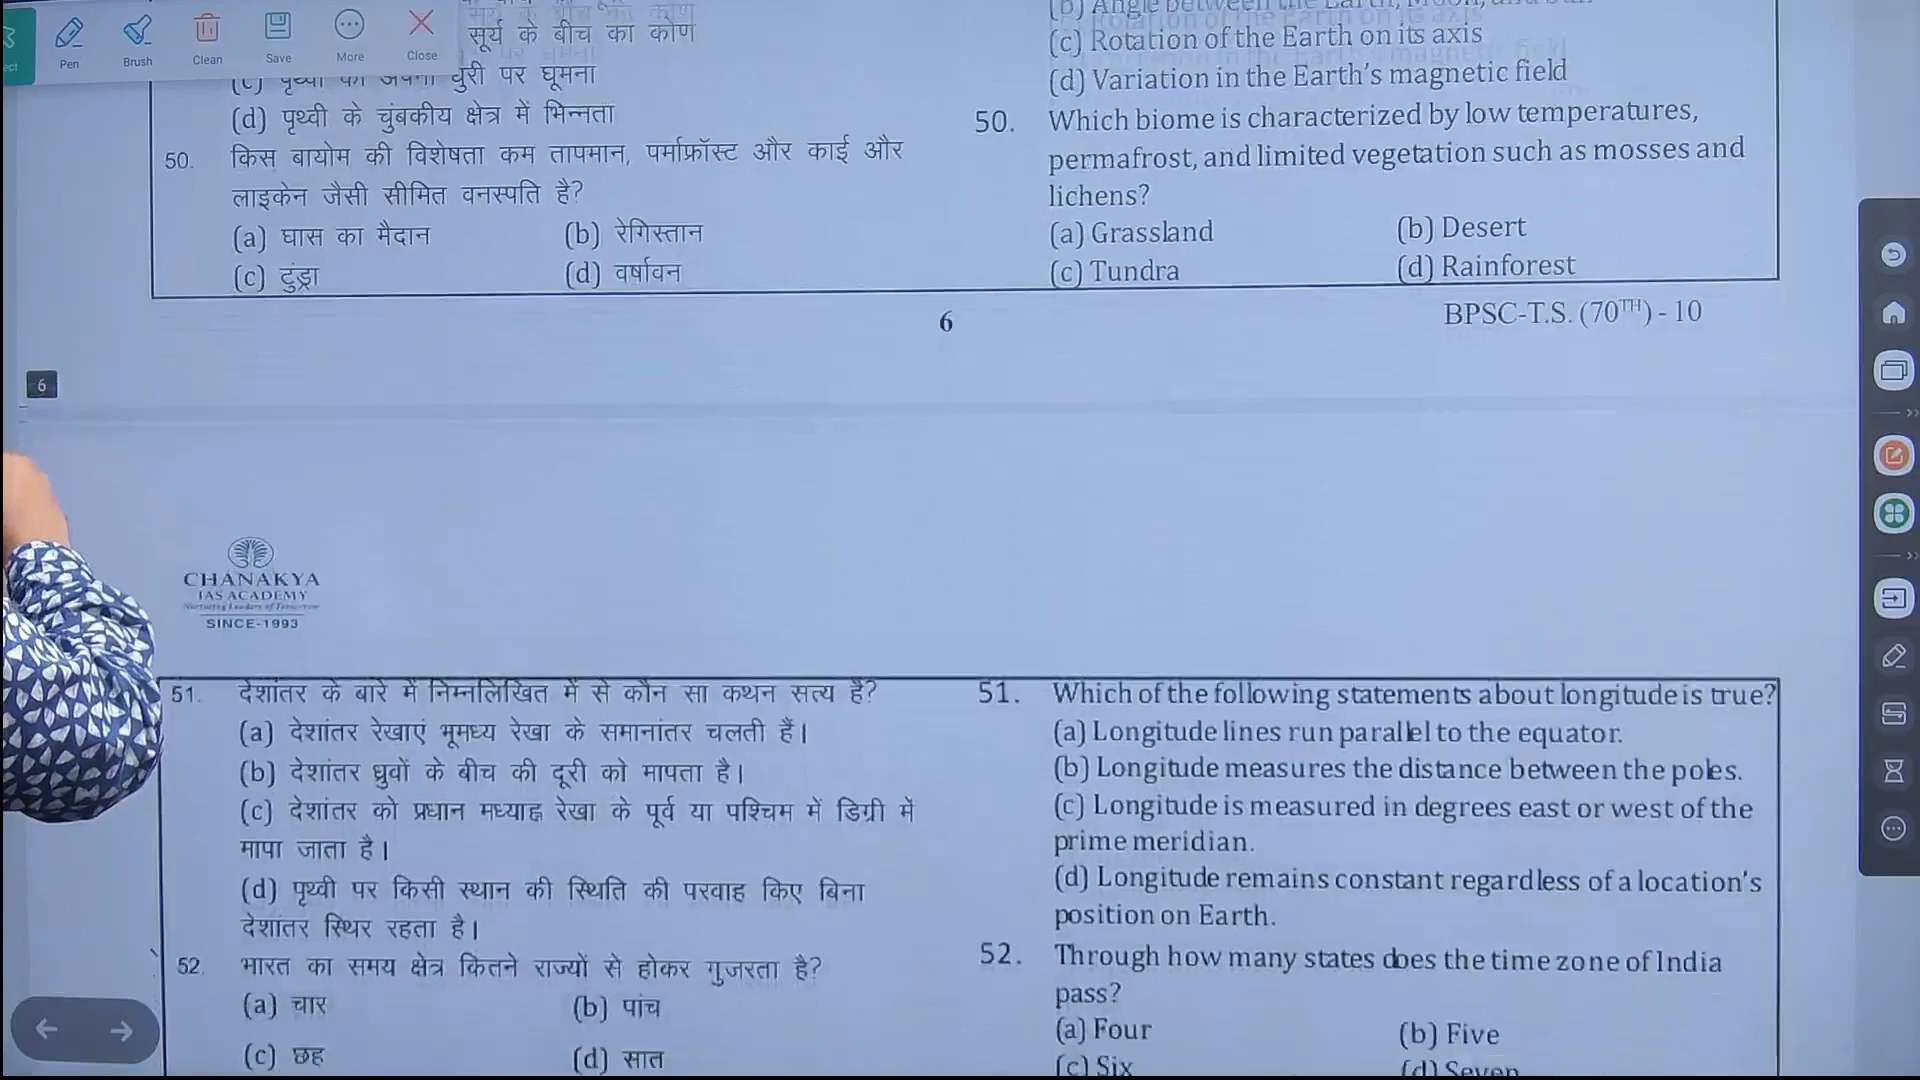 Pen
Brush
Clean
Save
More
Close
सूर्य के बीच का कोण
(c) पृथ्वी का अपनी धुरी पर घूमना
(d) पृथ्वी के चुंबकीय क्षेत्र में भिन्नता
50. किस बायोम की विशेषता कम तापमान, पर्माफ्रॉस्ट और काई और
लाइकेन जैसी सीमित वनस्पति है?
(a) घास का मैदान (b) रेगिस्तान
(c) टुंड्रा (d) वर्षावन
(c) Rotation of the Earth on its axis
(d) Variation in the Earth's magnetic field
50. Which biome is characterized by low temperatures,
permafrost, and limited vegetation such as mosses and
lichens?
(a) Grassland (b) Desert
(c) Tundra (d) Rainforest
6
BPSC-T.S. (70TH) - 10
6
CHANAKYA
IAS ACADEMY
Nurturing Leaders of Tomorrow
SINCE-1993
51. देशांतर के बारे में निम्नलिखित में से कौन सा कथन सत्य है?
(a) देशांतर रेखाएं भूमध्य रेखा के समानांतर चलती हैं।
(b) देशांतर ध्रुवों के बीच की दूरी को मापता है।
(c) देशांतर को प्रधान मध्याह्न रेखा के पूर्व या पश्चिम में डिग्री में
मापा जाता है।
(d) पृथ्वी पर किसी स्थान की स्थिति की परवाह किए बिना
देशांतर स्थिर रहता है।
52. भारत का समय क्षेत्र कितने राज्यों से होकर गुजरता है?
(a) चार (b) पांच
(c) छह (d) सात
51. Which of the following statements about longitude is true?
(a) Longitude lines run parallel to the equator.
(b) Longitude measures the distance between the poles.
(c) Longitude is measured in degrees east or west of the
prime meridian.
(d) Longitude remains constant regardless of a location's
position on Earth.
52. Through how many states does the time zone of India
pass?
(a) Four (b) Five
(c) Six (d) Seven